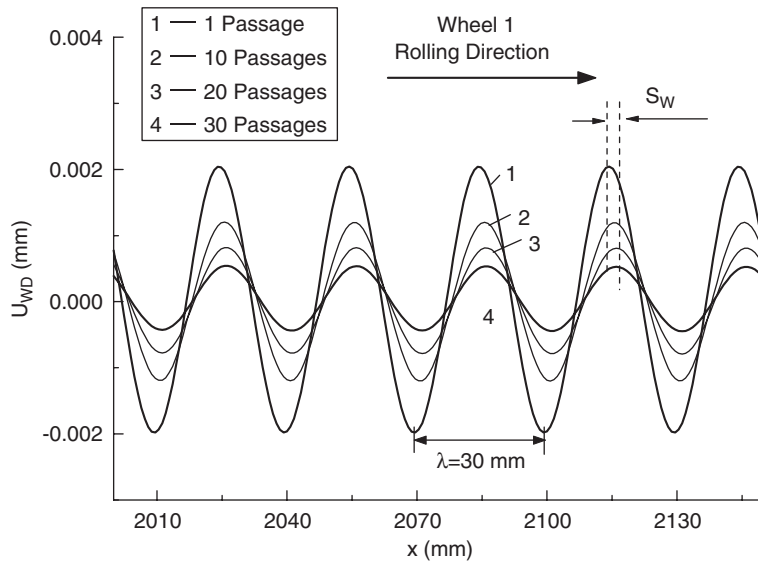 1 — 1 Passage
2 — 10 Passages
3 — 20 Passages
4 — 30 Passages
Wheel 1
Rolling Direction
S_W
1
2
3
4
λ=30 mm
0.004
0.002
0.000
-0.002
U_WD (mm)
2010 2040 2070 2100 2130
x (mm)